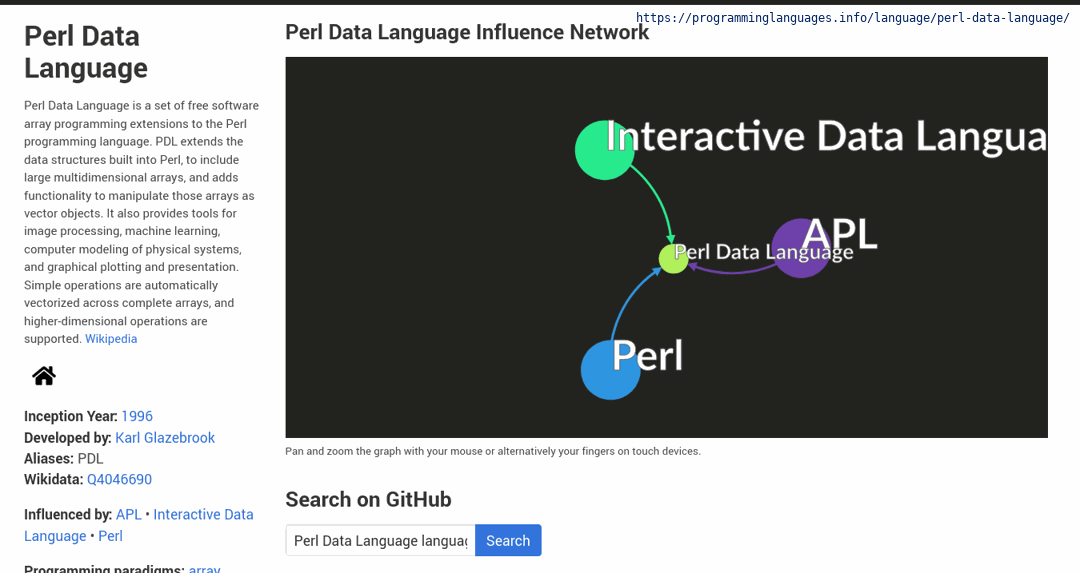 https://programminglanguages.info/language/perl-data-language/
Perl Data
Language
Perl Data Language is a set of free software
array programming extensions to the Perl
programming language. PDL extends the
data structures built into Perl, to include
large multidimensional arrays, and adds
functionality to manipulate those arrays as
vector objects. It also provides tools for
image processing, machine learning,
computer modeling of physical systems,
and graphical plotting and presentation.
Simple operations are automatically
vectorized across complete arrays, and
higher-dimensional operations are
supported. Wikipedia
Inception Year: 1996
Developed by: Karl Glazebrook
Aliases: PDL
Wikidata: Q4046690
Influenced by: APL • Interactive Data
Language • Perl
Programming paradigms: array
Perl Data Language Influence Network
Interactive Data Langua
APL
Perl Data Language
Perl
Pan and zoom the graph with your mouse or alternatively your fingers on touch devices.
Search on GitHub
Perl Data Language languag
Search